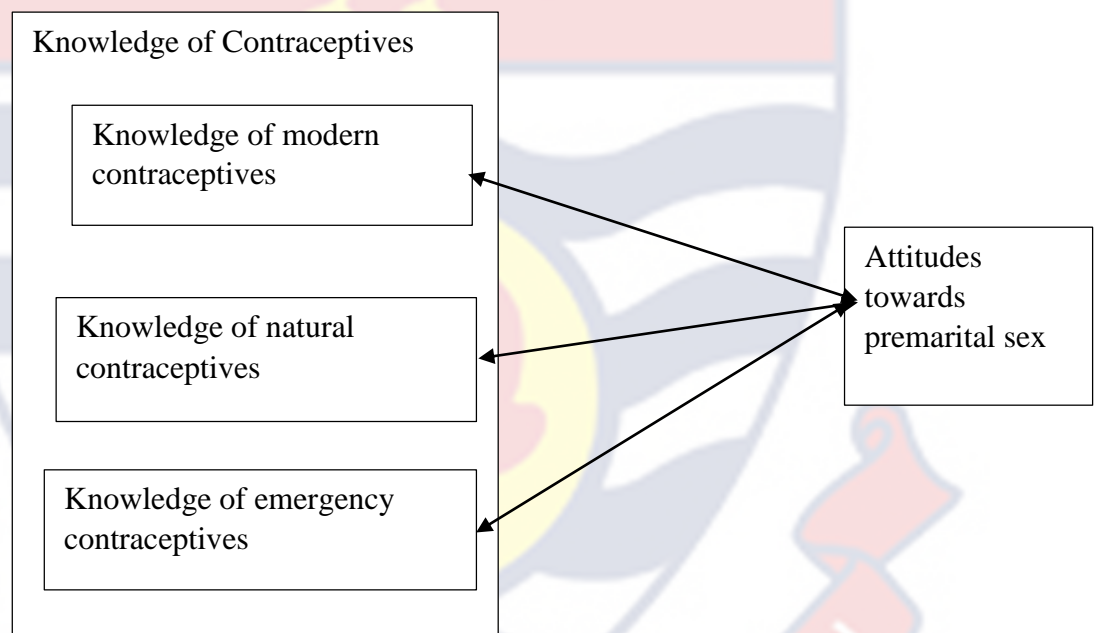 Knowledge of Contraceptives
Knowledge of modern
contraceptives
Knowledge of natural
contraceptives
Knowledge of emergency
contraceptives
Attitudes
towards
premarital sex